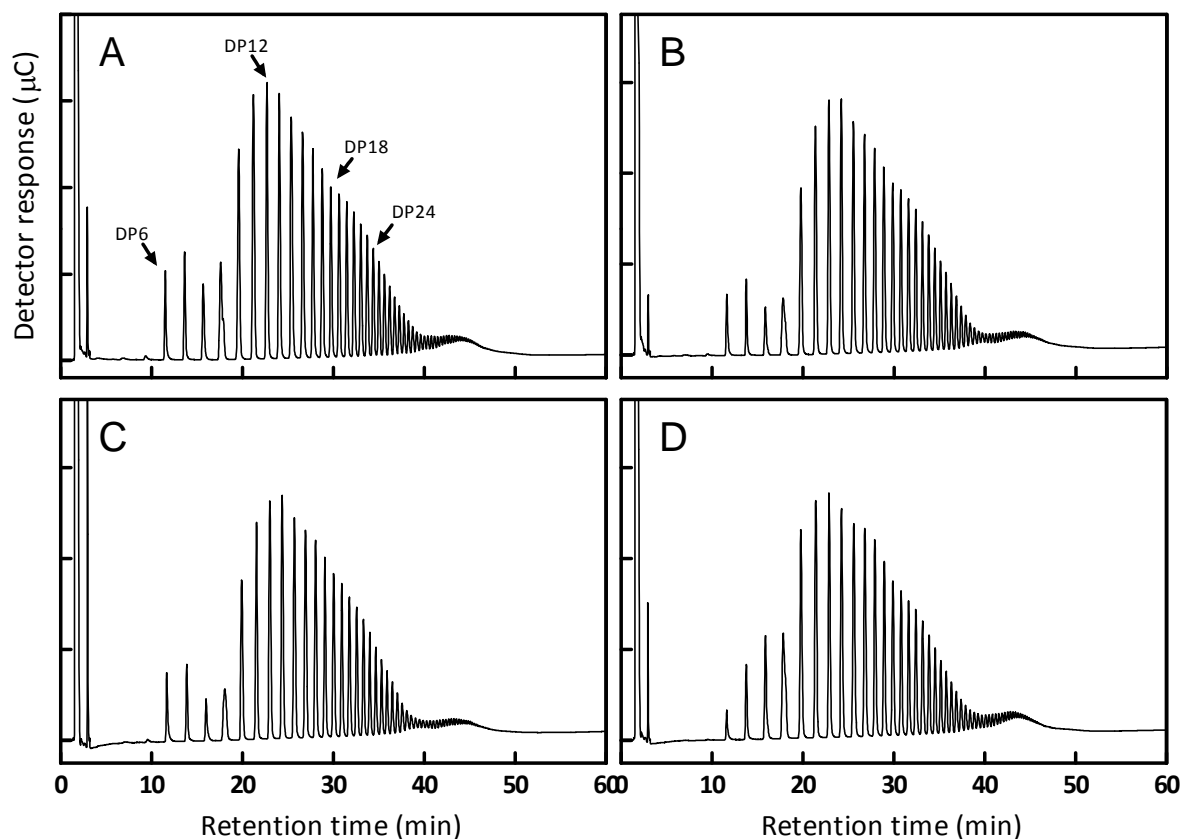 Detector response (μC)
A
DP12
DP18
DP24
DP6
B
C
D
0 10 20 30 40 50 60
0 10 20 30 40 50 60
Retention time (min)
Retention time (min)